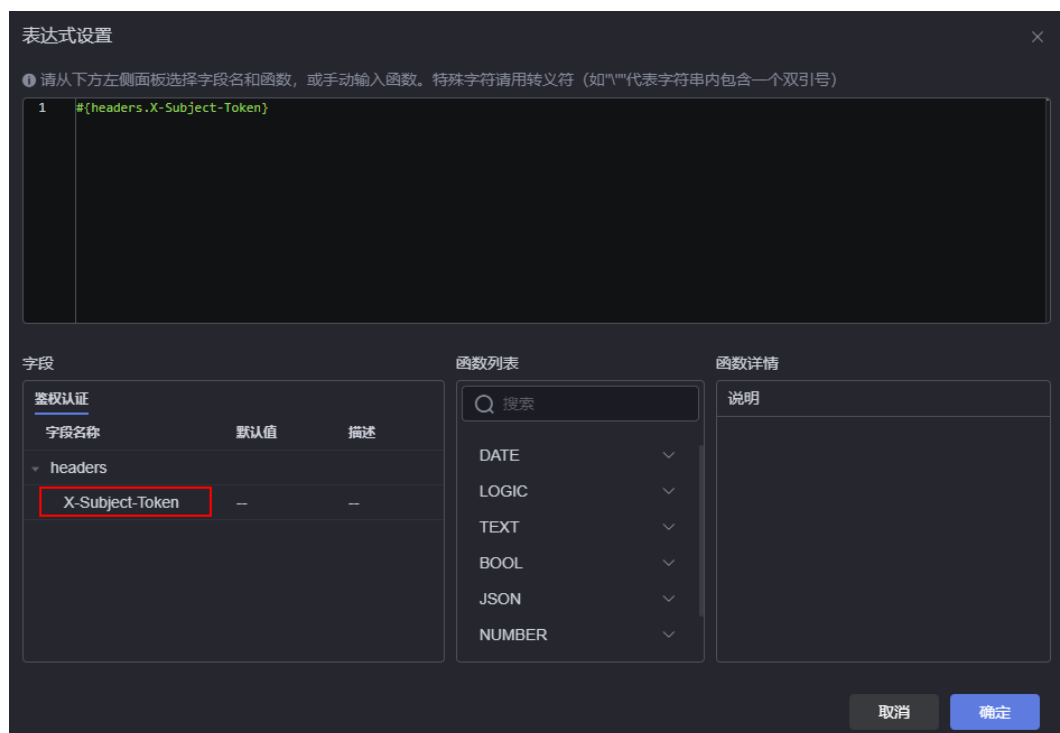 表达式设置
请从下方左侧面板选择字段名和函数，或手动输入函数。特殊字符请用转义符（如"\""代表字符串内包含一个双引号）
1 #{headers.X-Subject-Token}
字段 函数列表 函数详情
鉴权认证 搜索 说明
字段名称 默认值 描述
DATE
headers
LOGIC
X-Subject-Token -- --
TEXT
BOOL
JSON
NUMBER
取消 确定